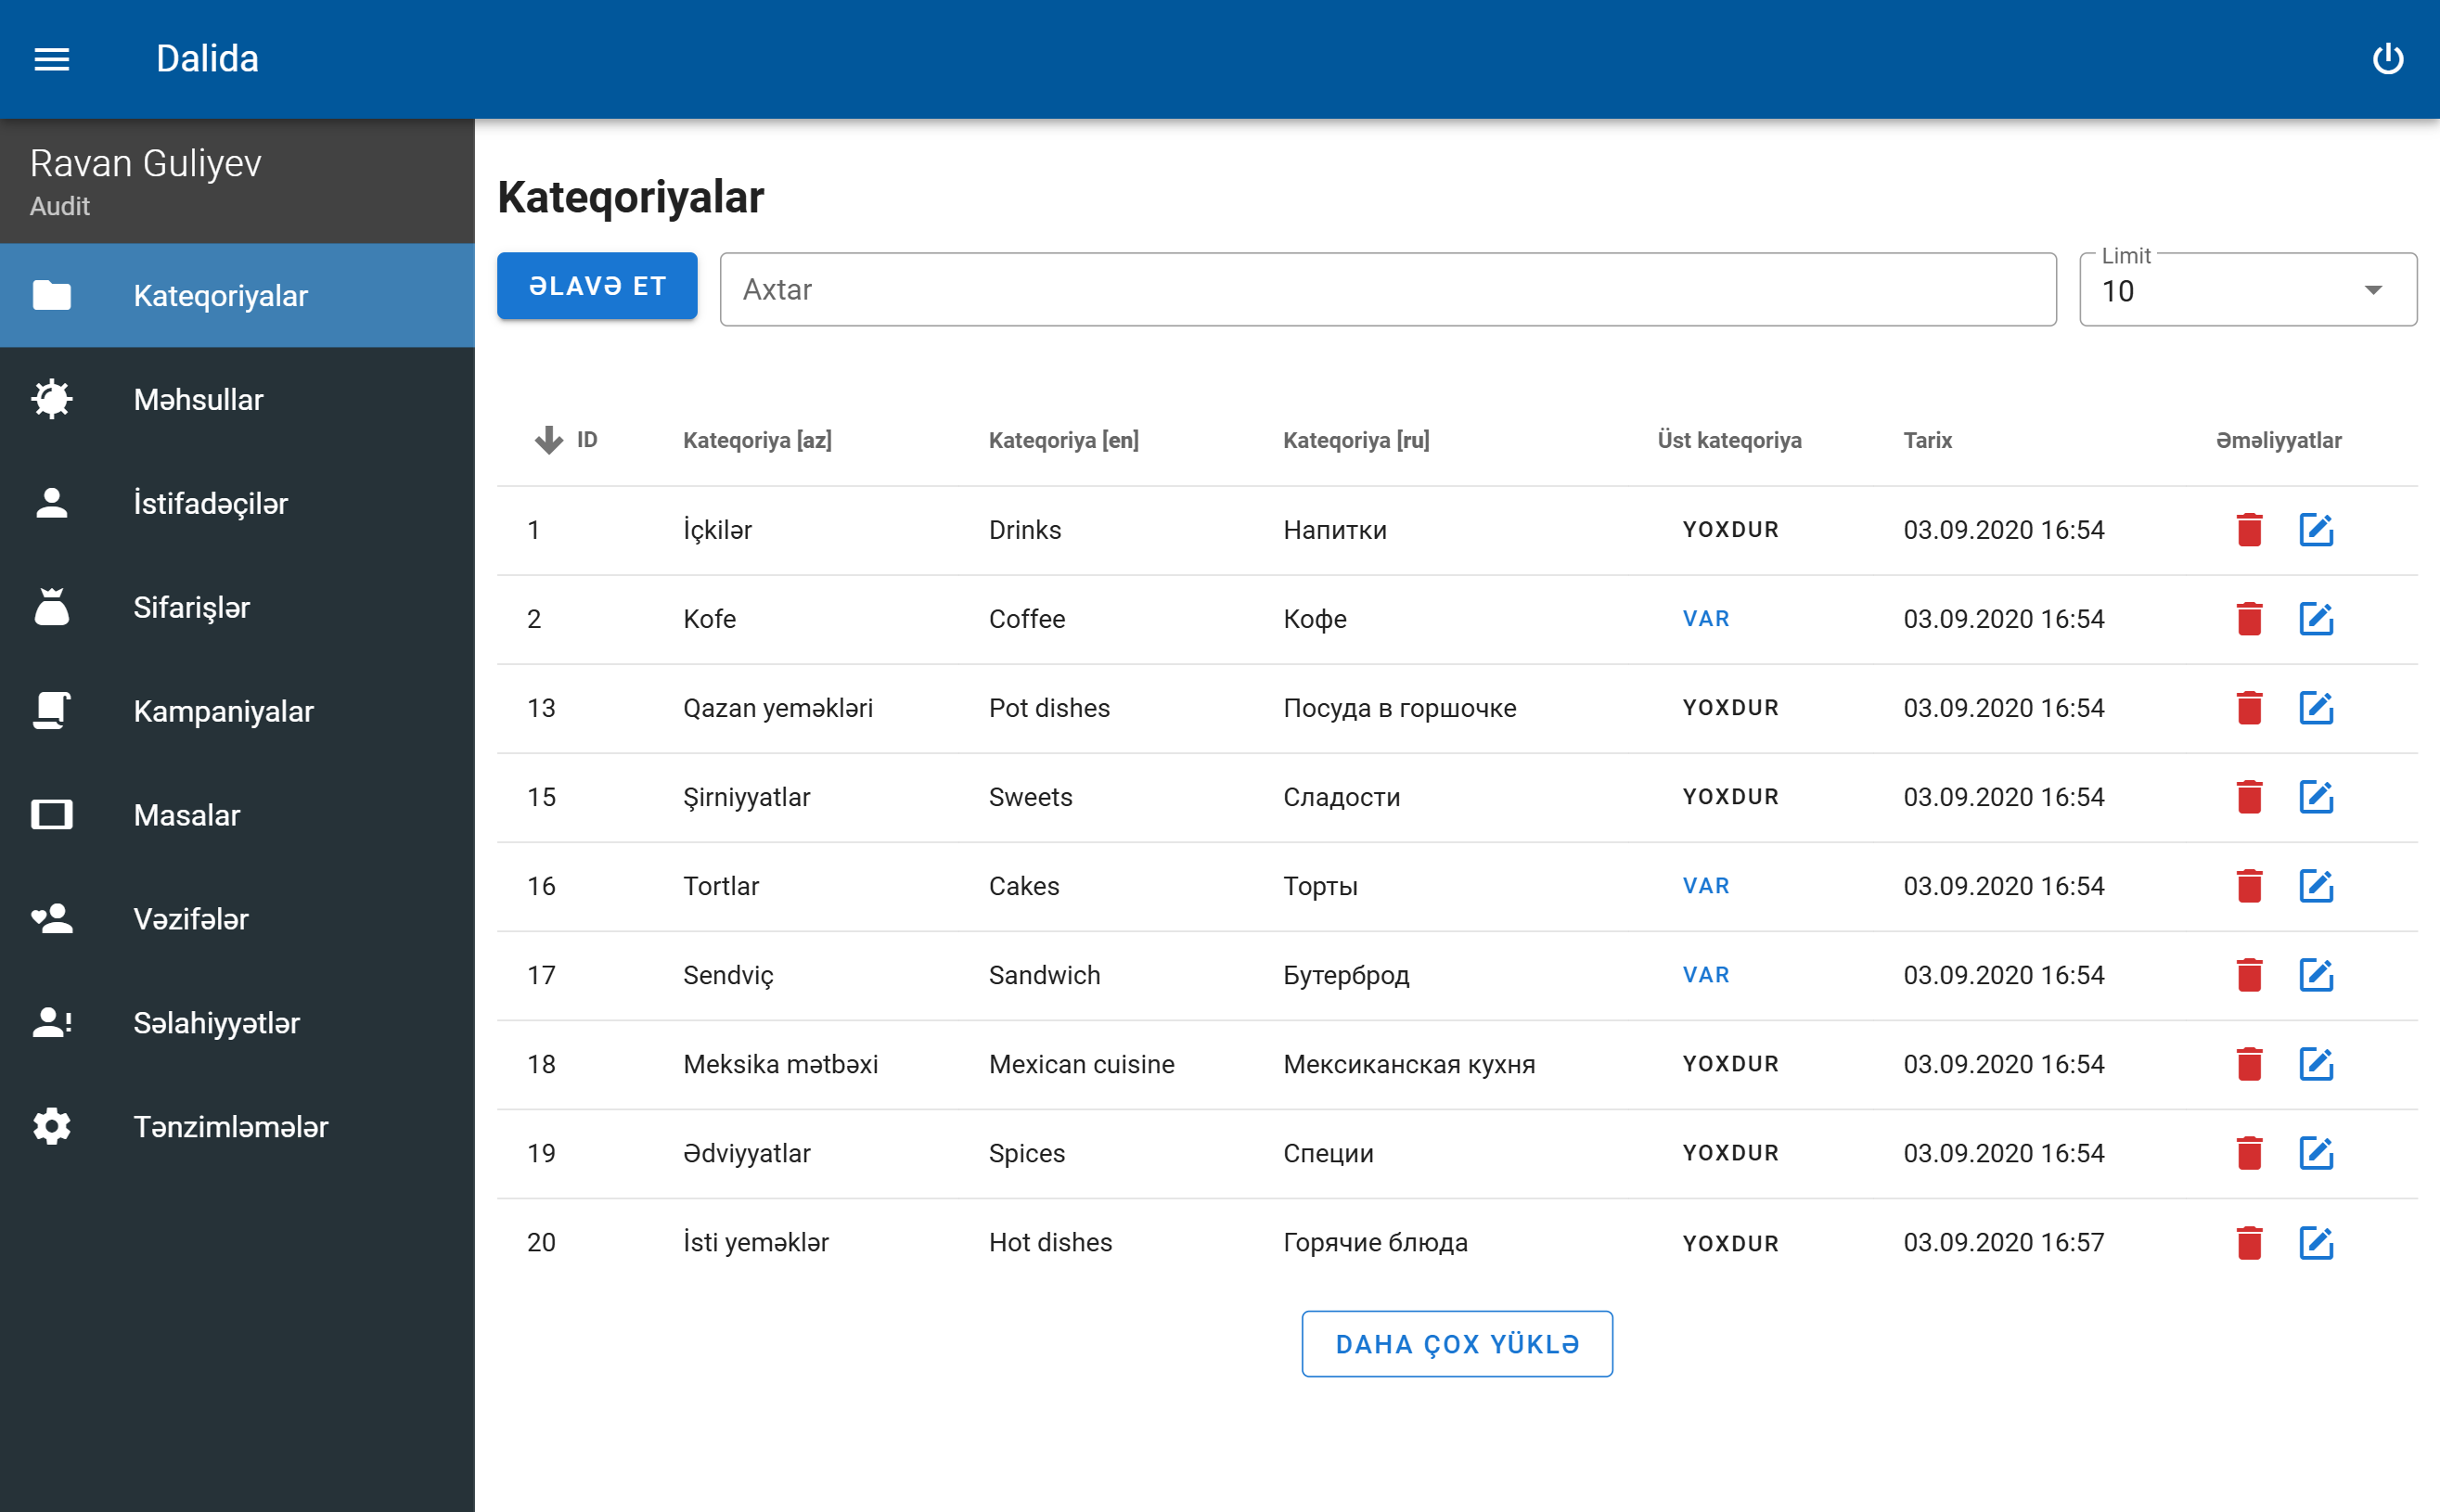 Dalida
Ravan Guliyev
Audit
Kateqoriyalar
Məhsullar
İstifadəçilər
Sifarişlər
Kampaniyalar
Masalar
Vəzifələr
Səlahiyyətlər
Tənzimləmələr
Kateqoriyalar
ƏLAVƏ ET Axtar Limit 10
ID Kateqoriya [az] Kateqoriya [en] Kateqoriya [ru] Üst kateqoriya Tarix Əməliyyatlar
1 İçkilər Drinks Напитки YOXDUR 03.09.2020 16:54
2 Kofe Coffee Кофе VAR 03.09.2020 16:54
13 Qazan yeməkləri Pot dishes Посуда в горшочке YOXDUR 03.09.2020 16:54
15 Şirniyyatlar Sweets Сладости YOXDUR 03.09.2020 16:54
16 Tortlar Cakes Торты VAR 03.09.2020 16:54
17 Sendviç Sandwich Бутерброд VAR 03.09.2020 16:54
18 Meksika mətbəxi Mexican cuisine Мексиканская кухня YOXDUR 03.09.2020 16:54
19 Ədviyyatlar Spices Специи YOXDUR 03.09.2020 16:54
20 İsti yeməklər Hot dishes Горячие блюда YOXDUR 03.09.2020 16:57
DAHA ÇOX YÜKLƏ